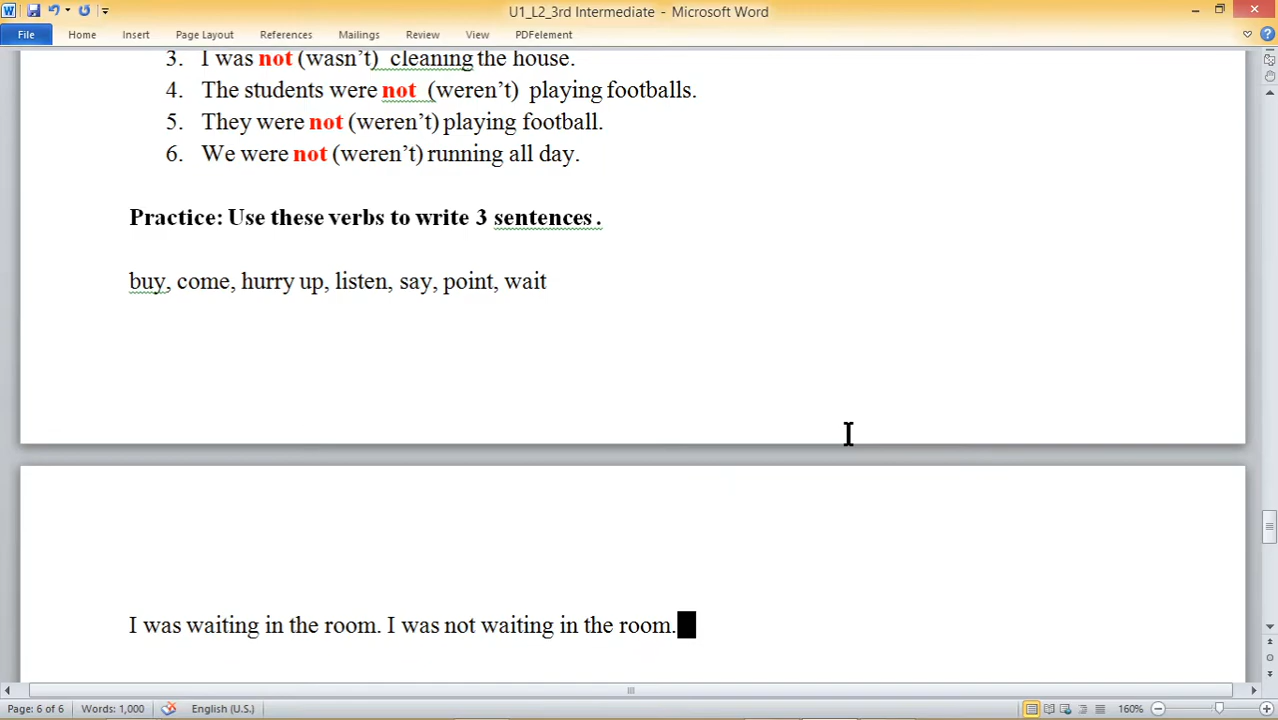 U1_L2_3rd Intermediate - Microsoft Word
File Home Insert Page Layout References Mailings Review View PDFelement
3. I was not (wasn’t) cleaning the house.
4. The students were not (weren’t) playing footballs.
5. They were not (weren’t) playing football.
6. We were not (weren’t) running all day.
Practice: Use these verbs to write 3 sentences .
buy, come, hurry up, listen, say, point, wait
I was waiting in the room. I was not waiting in the room.
Page: 6 of 6 Words: 1,000 English (U.S.) 160%